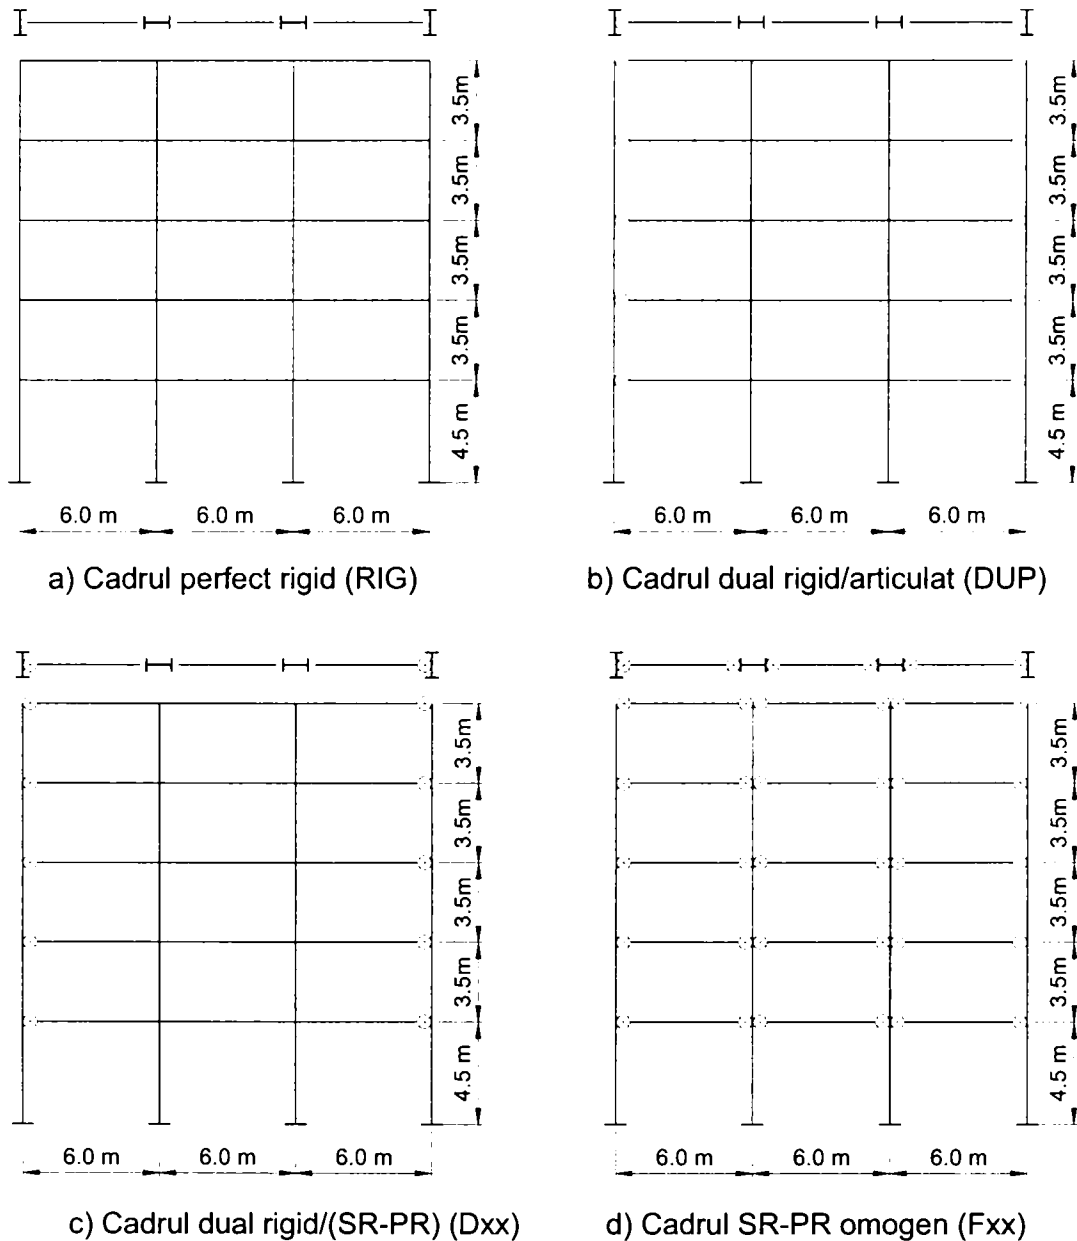 3.5m
3.5m
3.5m
3.5m
4.5 m
6.0 m 6.0 m 6.0 m
a) Cadrul perfect rigid (RIG)
3.5m
3.5m
3.5m
3.5m
4.5 m
6.0 m 6.0 m 6.0 m
b) Cadrul dual rigid/articulat (DUP)
3.5m
3.5m
3.5m
3.5m
4.5 m
6.0 m 6.0 m 6.0 m
c) Cadrul dual rigid/(SR-PR) (Dxx)
3.5m
3.5m
3.5m
3.5m
4.5 m
6.0 m 6.0 m 6.0 m
d) Cadrul SR-PR omogen (Fxx)